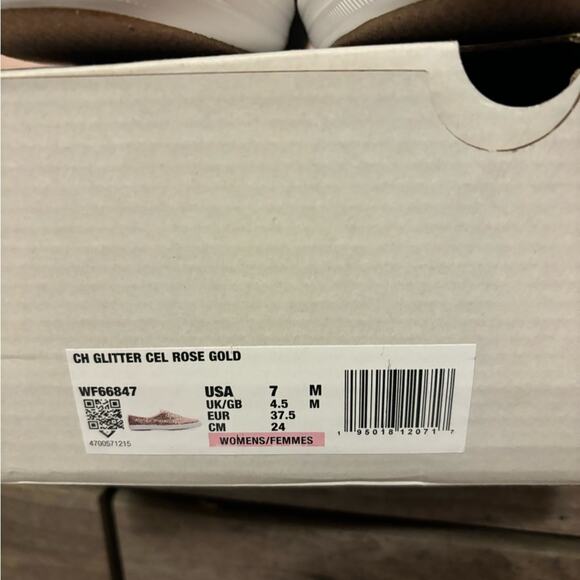 CH GLITTER CEL ROSE GOLD
WF66847
4700571215
USA 7 M
UK/GB 4.5 M
EUR 37.5
CM 24
WOMENS/FEMMES
1 95018 12071 7